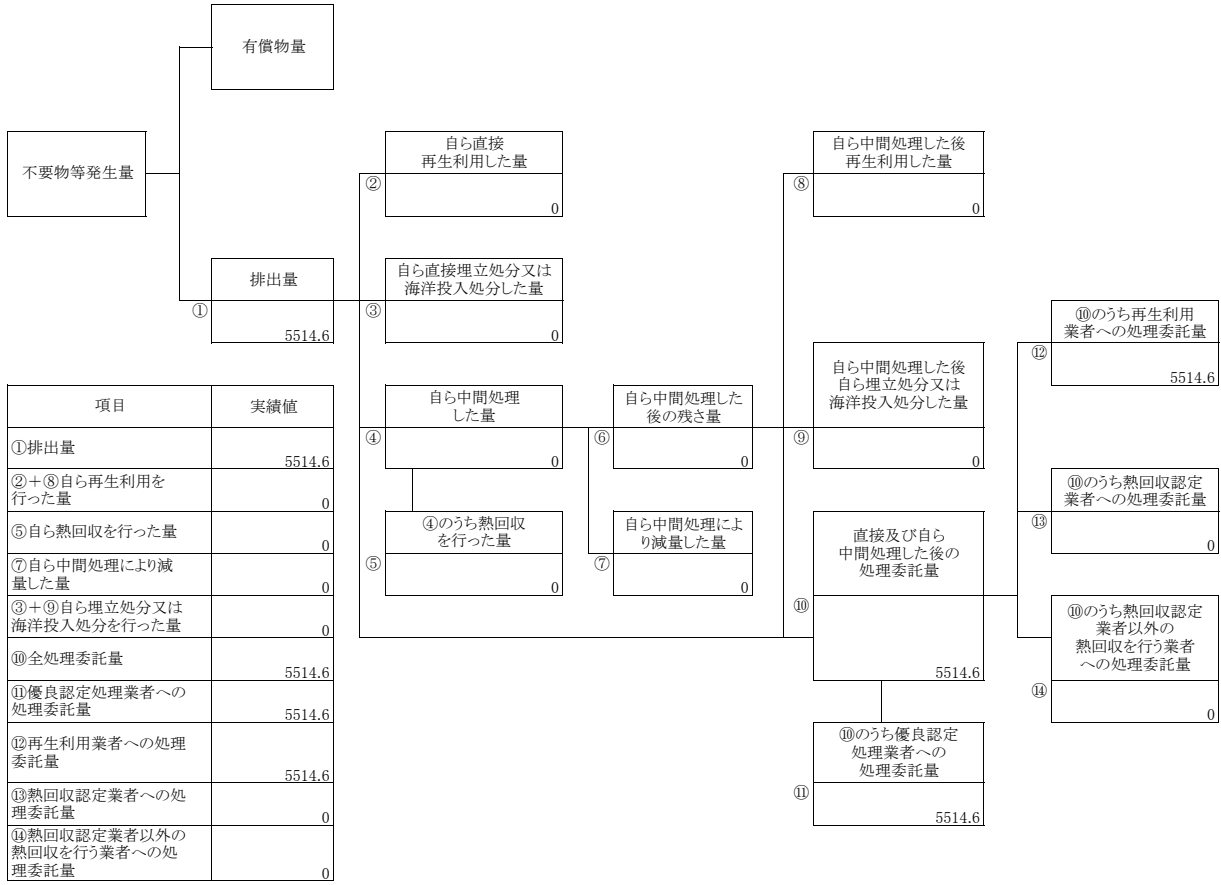 有償物量
不要物等発生量
自ら直接
再生利用した量
②
0
自ら中間処理した後
再生利用した量
⑧
0
排出量
①
5514.6
自ら直接埋立処分又は
海洋投入処分した量
③
0
⑩のうち再生利用
業者への処理委託量
⑫
5514.6
自ら中間処理
した量
④
0
自ら中間処理した
後の残さ量
⑥
0
自ら中間処理した後
自ら埋立処分又は
海洋投入処分した量
⑨
0
⑩のうち熱回収認定
業者への処理委託量
⑬
0
④のうち熱回収
を行った量
⑤
0
自ら中間処理によ
り減量した量
⑦
0
直接及び自ら
中間処理した後の
処理委託量
⑩
5514.6
⑩のうち熱回収認定
業者以外の
熱回収を行う業者
への処理委託量
⑭
0
⑩のうち優良認定
処理業者への
処理委託量
⑪
5514.6
項目 実績値
①排出量
5514.6
②＋⑧自ら再生利用を
行った量
0
⑤自ら熱回収を行った量
0
⑦自ら中間処理により減
量した量
0
③＋⑨自ら埋立処分又は
海洋投入処分を行った量
0
⑩全処理委託量
5514.6
⑪優良認定処理業者への
処理委託量
5514.6
⑫再生利用業者への処理
委託量
5514.6
⑬熱回収認定業者への処
理委託量
0
⑭熱回収認定業者以外の
熱回収を行う業者への処
理委託量
0